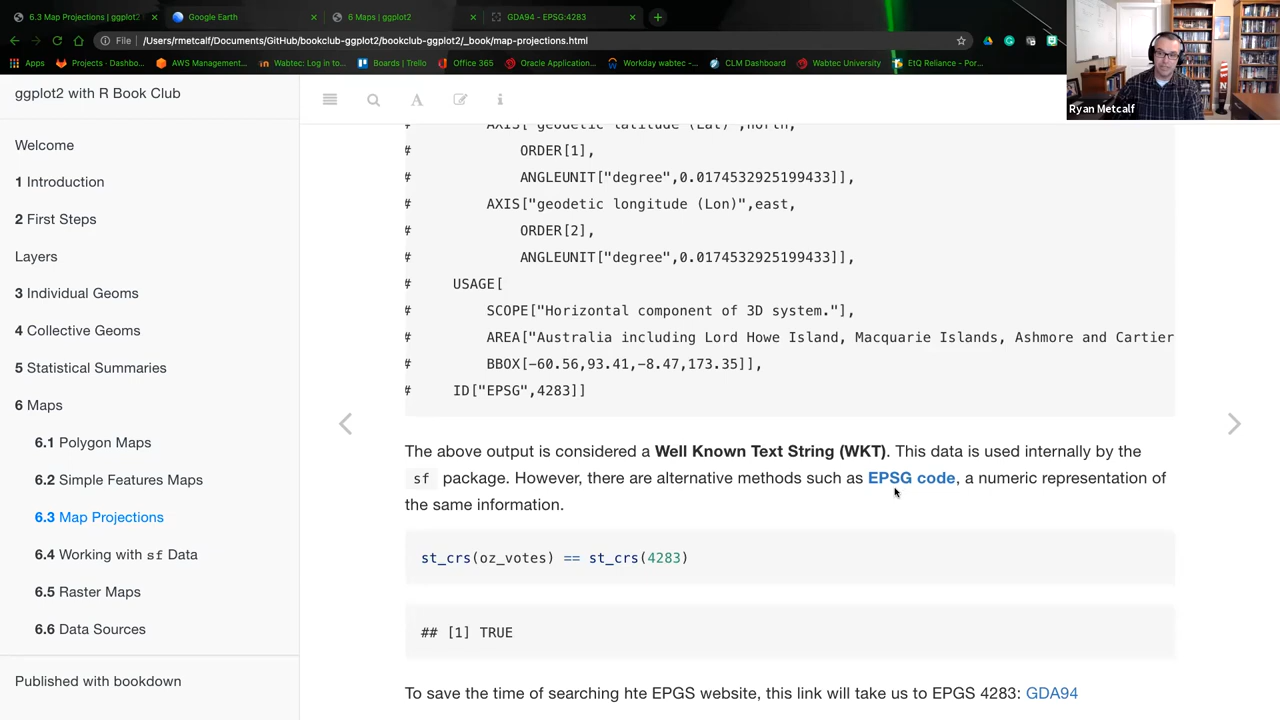 6.3 Map Projections | ggplot2
Google Earth
6 Maps | ggplot2
GDA94 - EPSG:4283
File | /Users/rmetcalf/Documents/GitHub/bookclub-ggplot2/bookclub-ggplot2/_book/map-projections.html
Apps
Projects · Dashbo...
AWS Management...
Wabtec: Log in to...
Boards | Trello
Office 365
Oracle Application...
Workday wabtec -...
CLM Dashboard
Wabtec University
EtQ Reliance - Por...
Ryan Metcalf
ggplot2 with R Book Club
Welcome
1 Introduction
2 First Steps
Layers
3 Individual Geoms
4 Collective Geoms
5 Statistical Summaries
6 Maps
6.1 Polygon Maps
6.2 Simple Features Maps
6.3 Map Projections
6.4 Working with sf Data
6.5 Raster Maps
6.6 Data Sources
Published with bookdown
# AXIS["geodetic latitude (Lat)",north,
# ORDER[1],
# ANGLEUNIT["degree",0.0174532925199433]],
# AXIS["geodetic longitude (Lon)",east,
# ORDER[2],
# ANGLEUNIT["degree",0.0174532925199433]],
# USAGE[
# SCOPE["Horizontal component of 3D system."],
# AREA["Australia including Lord Howe Island, Macquarie Islands, Ashmore and Cartier
# BBOX[-60.56,93.41,-8.47,173.35]],
# ID["EPSG",4283]]
The above output is considered a Well Known Text String (WKT). This data is used internally by the
sf package. However, there are alternative methods such as EPSG code, a numeric representation of
the same information.
st_crs(oz_votes) == st_crs(4283)
## [1] TRUE
To save the time of searching hte EPGS website, this link will take us to EPGS 4283: GDA94